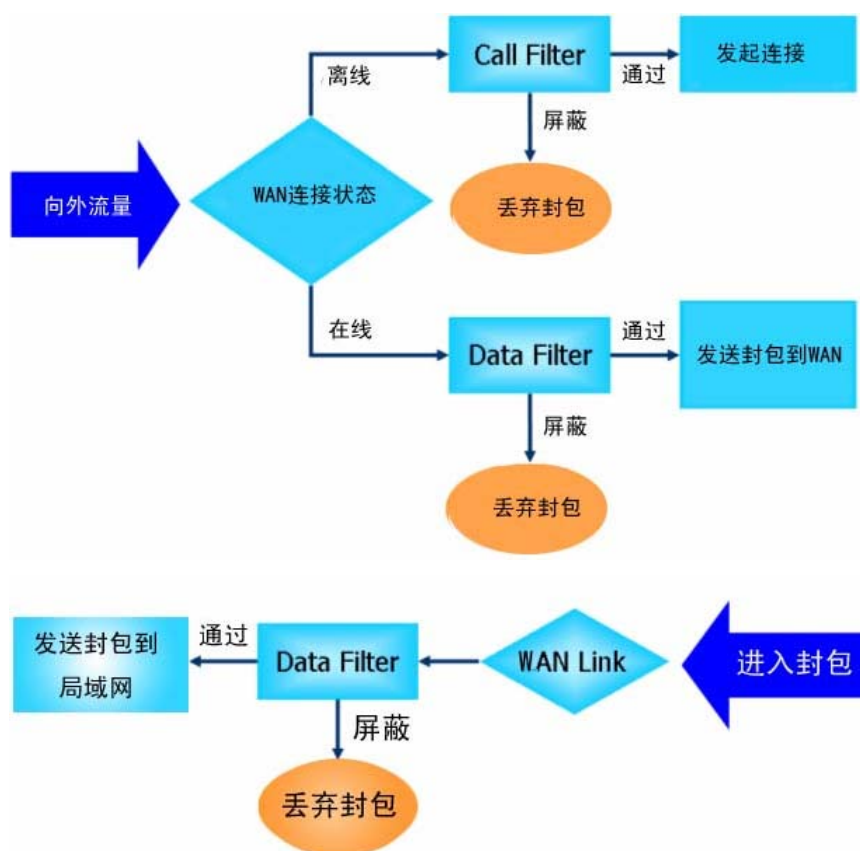 离线
Call Filter
通过
发起连接
屏蔽
向外流量
WAN连接状态
丢弃封包
在线
Data Filter
通过
发送封包到WAN
屏蔽
丢弃封包
发送封包到
局域网
通过
Data Filter
WAN Link
进入封包
屏蔽
丢弃封包